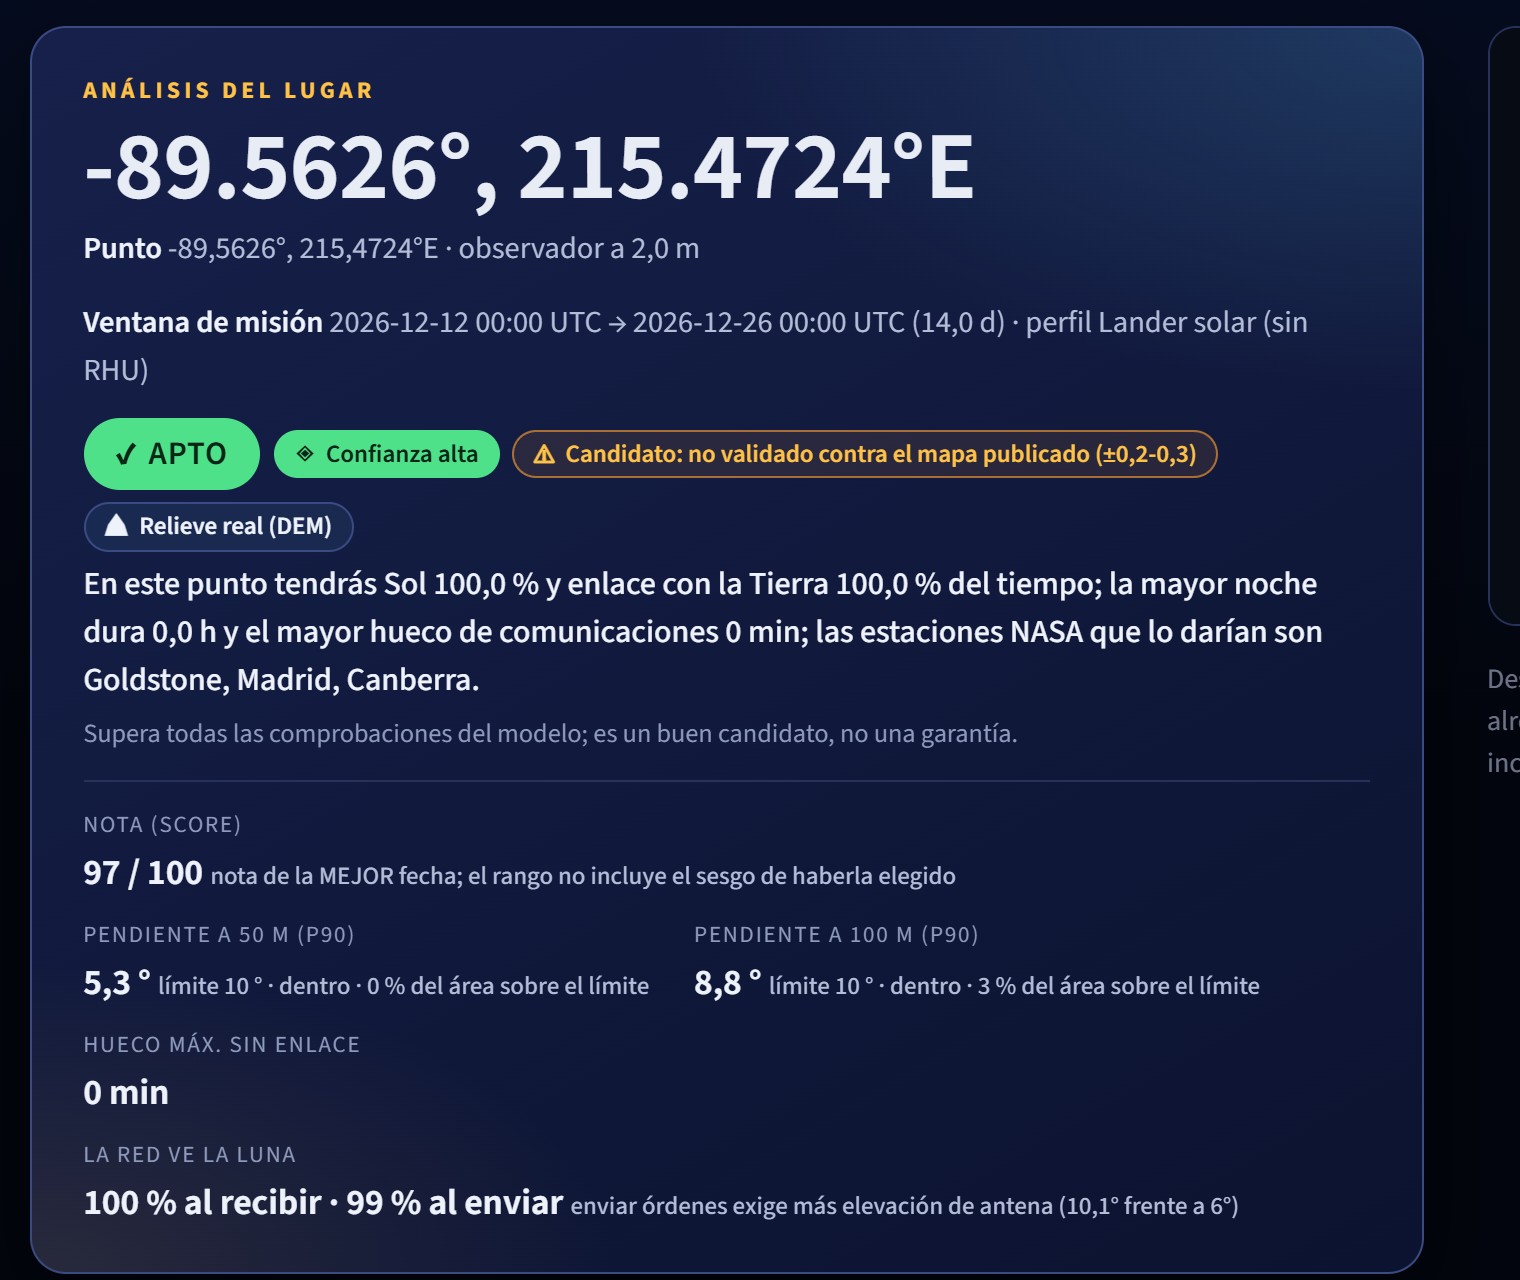 ANÁLISIS DEL LUGAR
-89.5626°, 215.4724°E
Punto -89,5626°, 215,4724°E · observador a 2,0 m
Ventana de misión 2026-12-12 00:00 UTC → 2026-12-26 00:00 UTC (14,0 d) · perfil Lander solar (sin
RHU)
✓ APTO
◈ Confianza alta
⚠ Candidato: no validado contra el mapa publicado (±0,2-0,3)
Relieve real (DEM)
En este punto tendrás Sol 100,0 % y enlace con la Tierra 100,0 % del tiempo; la mayor noche
dura 0,0 h y el mayor hueco de comunicaciones 0 min; las estaciones NASA que lo darían son
Goldstone, Madrid, Canberra.
Supera todas las comprobaciones del modelo; es un buen candidato, no una garantía.
NOTA (SCORE)
97 / 100 nota de la MEJOR fecha; el rango no incluye el sesgo de haberla elegido
PENDIENTE A 50 M (P90)
5,3 ° límite 10 ° · dentro · 0 % del área sobre el límite
PENDIENTE A 100 M (P90)
8,8 ° límite 10 ° · dentro · 3 % del área sobre el límite
HUECO MÁX. SIN ENLACE
0 min
LA RED VE LA LUNA
100 % al recibir · 99 % al enviar enviar órdenes exige más elevación de antena (10,1° frente a 6°)